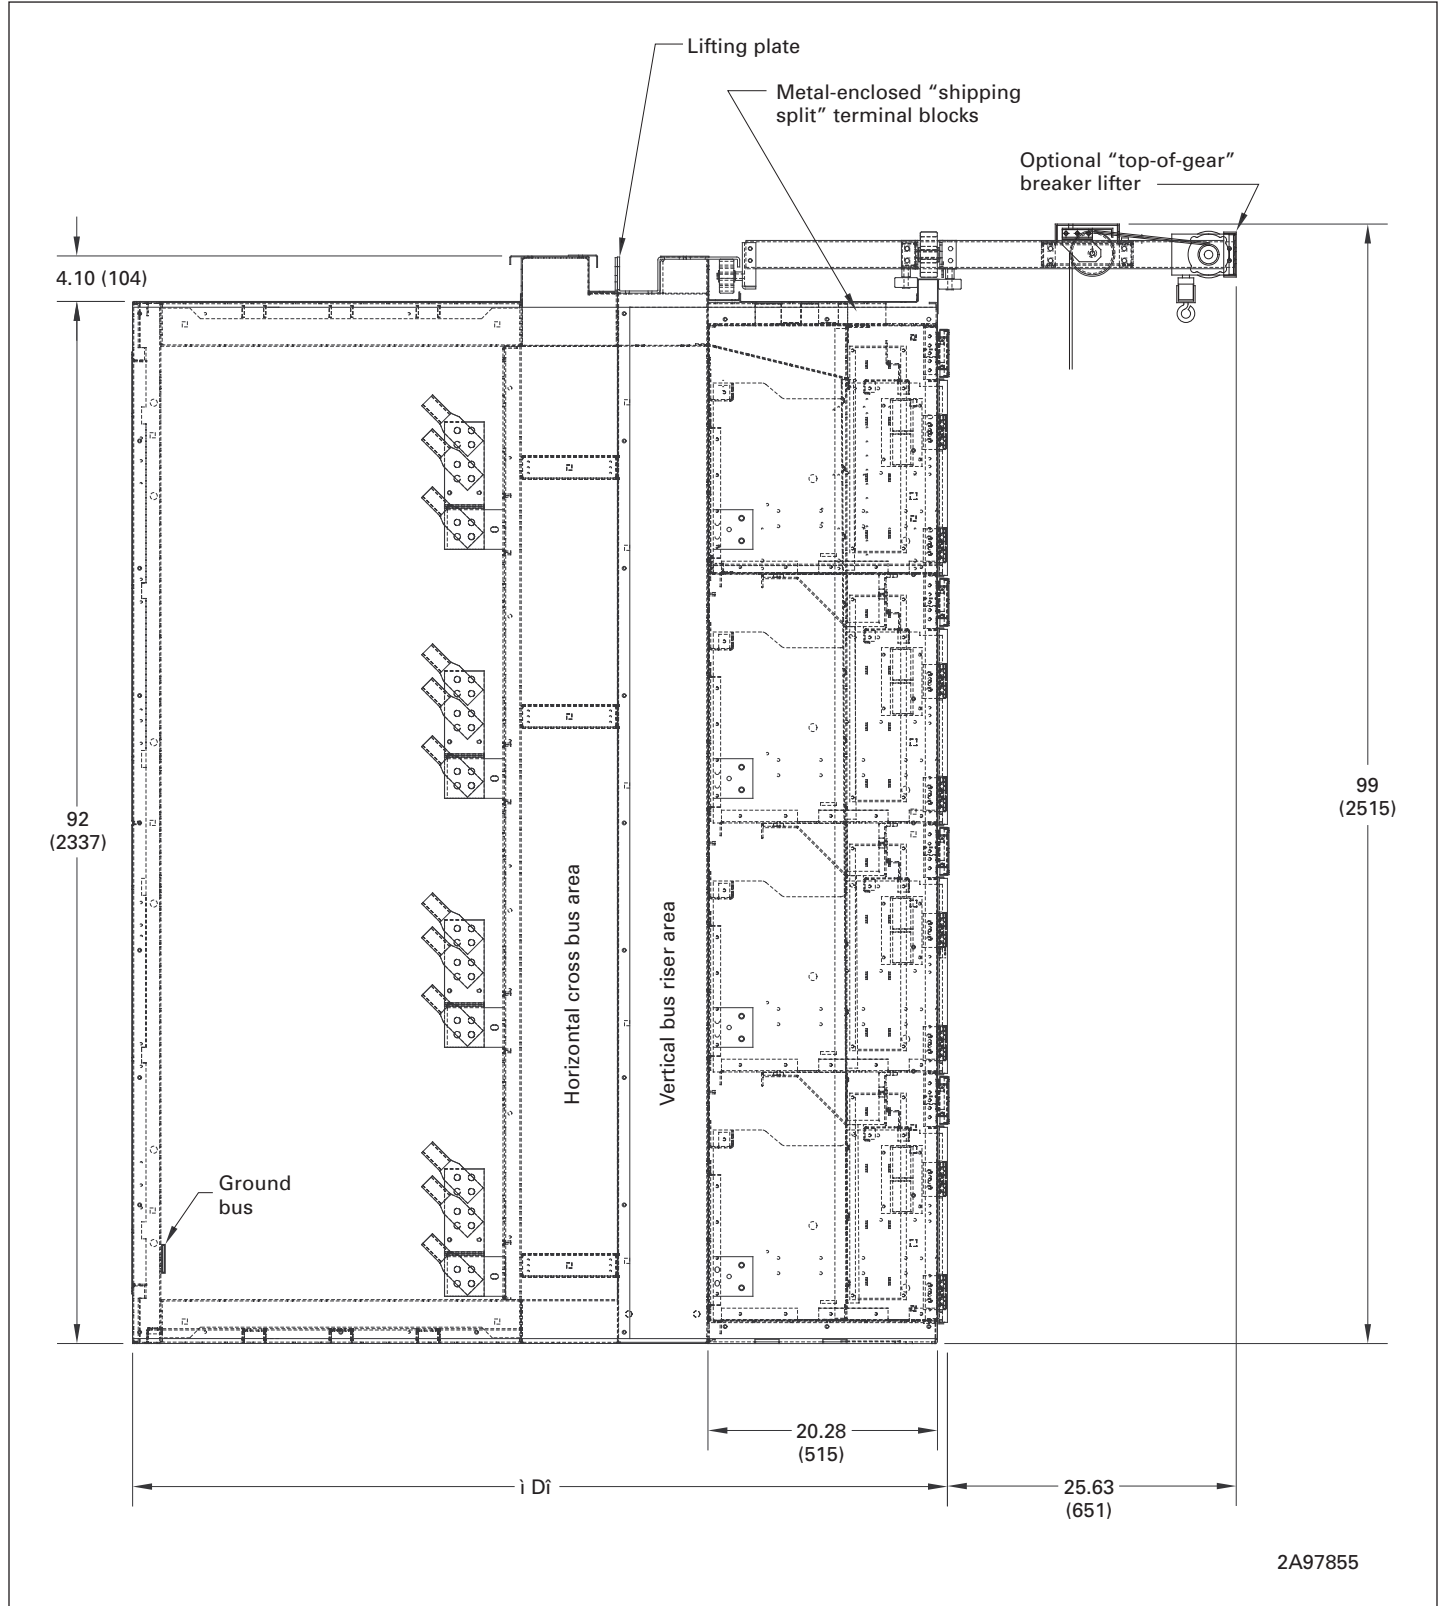 Lifting plate
Metal-enclosed “shipping
split” terminal blocks
Optional “top-of-gear”
breaker lifter
4.10 (104)
92
(2337)
99
(2515)
Horizontal cross bus area
Vertical bus riser area
Ground
bus
20.28
(515)
ì Dî
25.63
(651)
2A97855